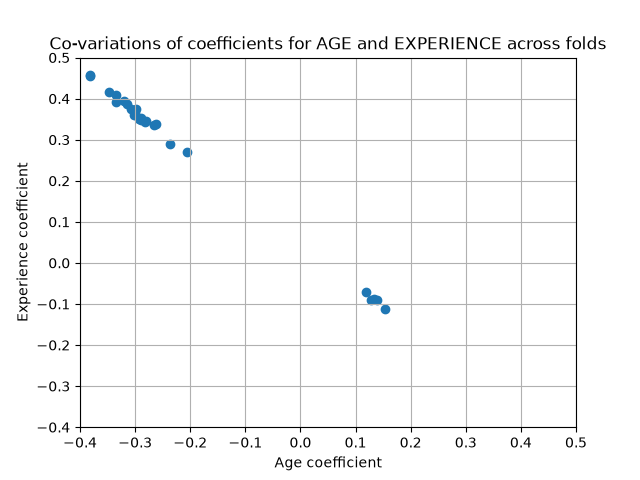 Co-variations of coefficients for AGE and EXPERIENCE across folds
0.5
0.4
0.3
0.2
0.1
0.0
−0.1
−0.2
−0.3
−0.4
Experience coefficient
−0.4 −0.3 −0.2 −0.1 0.0 0.1 0.2 0.3 0.4 0.5
Age coefficient